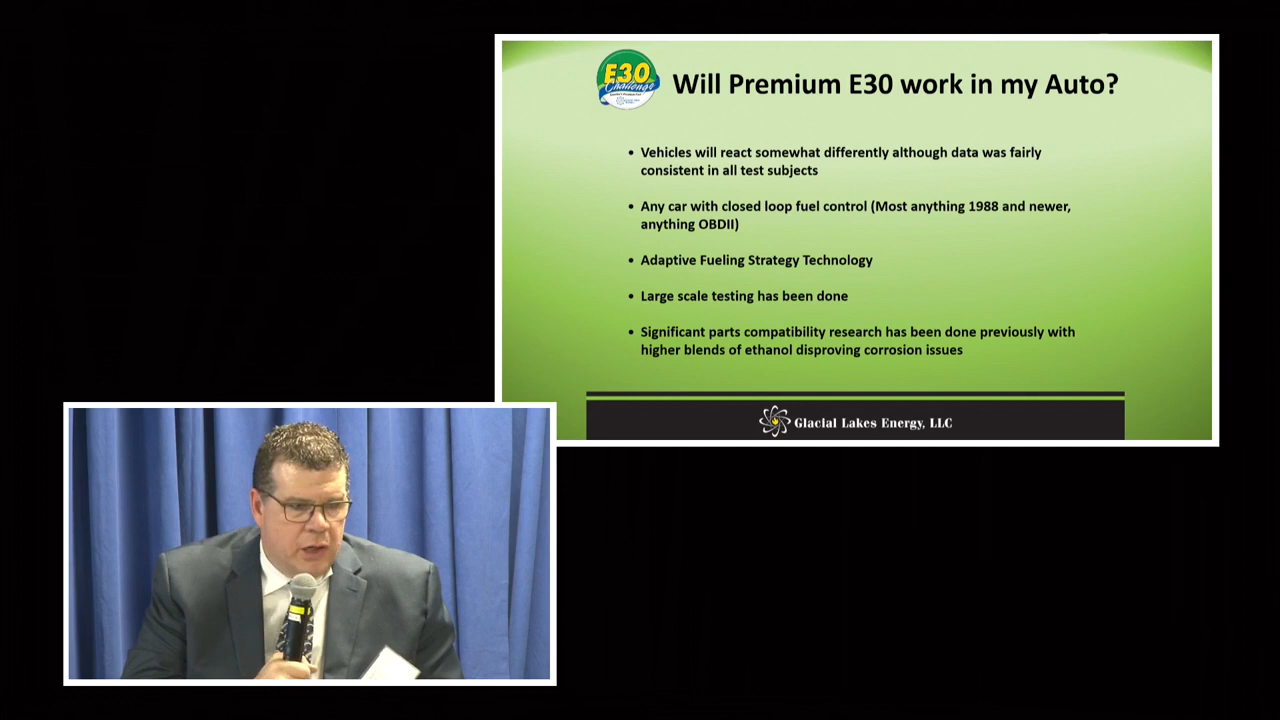 E30
Challenge
Will Premium E30 work in my Auto?
• Vehicles will react somewhat differently although data was fairly
consistent in all test subjects
• Any car with closed loop fuel control (Most anything 1988 and newer,
anything OBDII)
• Adaptive Fueling Strategy Technology
• Large scale testing has been done
• Significant parts compatibility research has been done previously with
higher blends of ethanol disproving corrosion issues
Glacial Lakes Energy, LLC